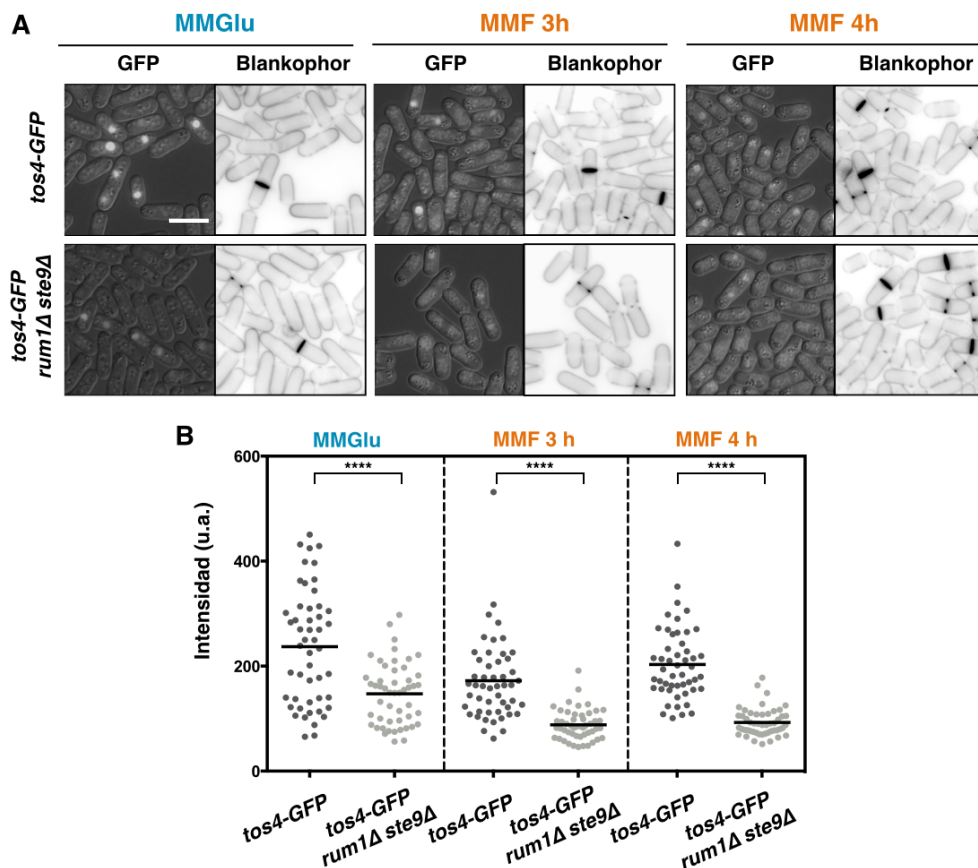 A
MMGlu
MMF 3h
MMF 4h
GFP
Blankophor
GFP
Blankophor
GFP
Blankophor
tos4-GFP
tos4-GFP
rum1Δ ste9Δ
B
MMGlu
MMF 3 h
MMF 4 h
****
****
****
Intensidad (u.a.)
600
400
200
0
tos4-GFP
tos4-GFP
rum1Δ ste9Δ
tos4-GFP
tos4-GFP
rum1Δ ste9Δ
tos4-GFP
tos4-GFP
rum1Δ ste9Δ